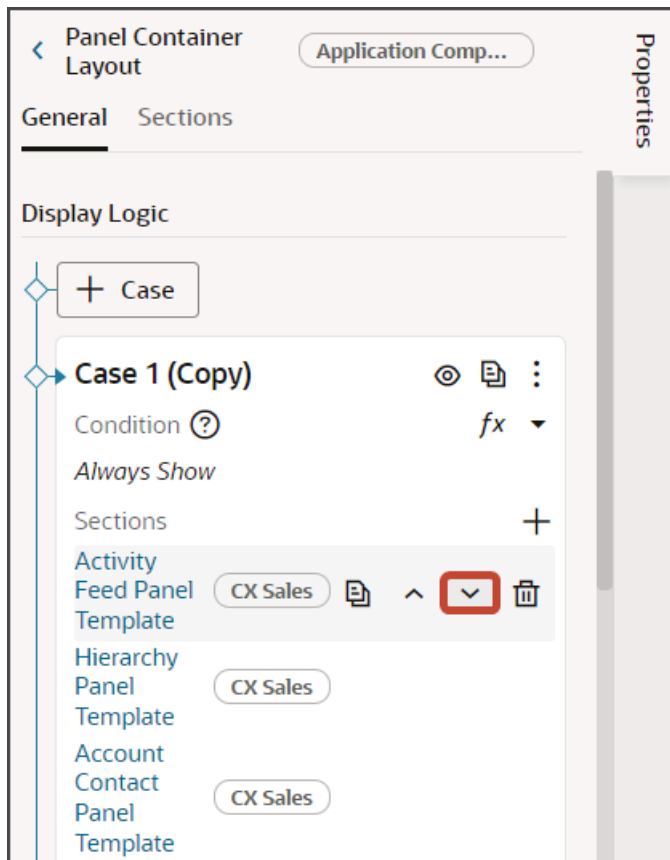 Panel Container
Layout
Application Comp...
Properties
General Sections
Display Logic
+ Case
Case 1 (Copy)
Condition ?
fx
Always Show
Sections
Activity
Feed Panel
Template
CX Sales
Hierarchy
Panel
Template
CX Sales
Account
Contact
Panel
Template
CX Sales